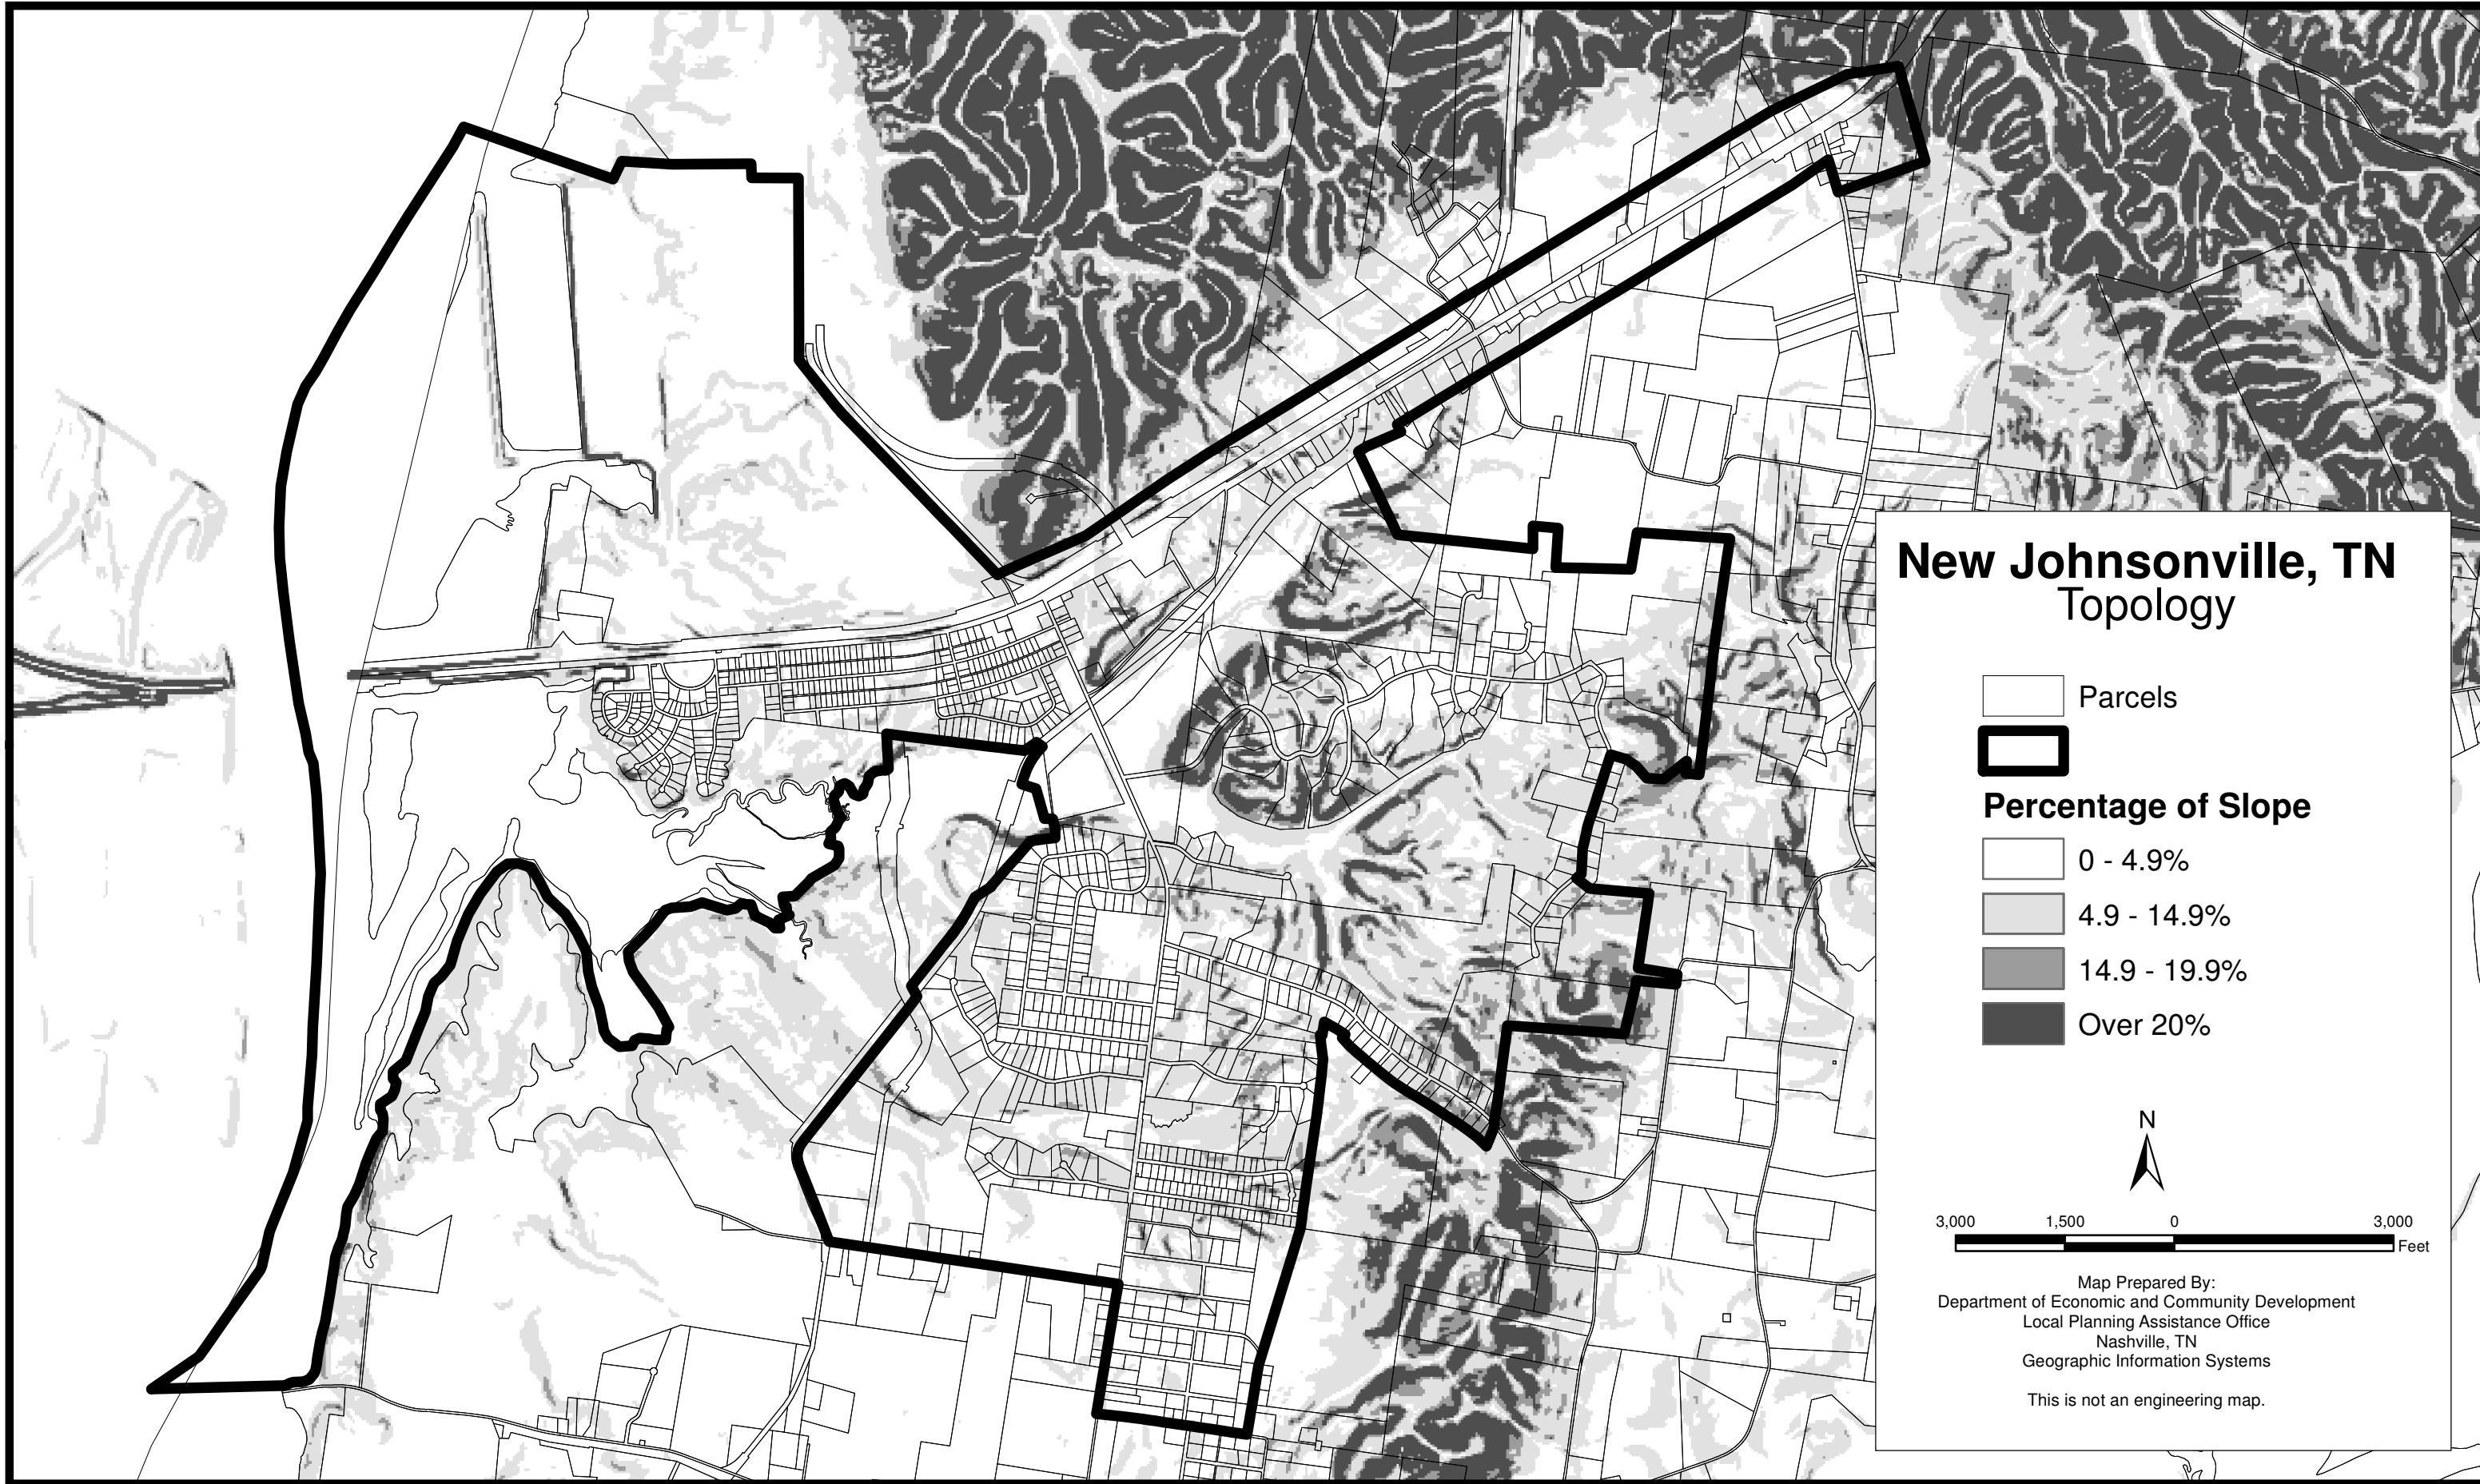 New Johnsonville, TN
Topology
Parcels
Percentage of Slope
0 - 4.9%
4.9 - 14.9%
14.9 - 19.9%
Over 20%
N
3,000 1,500 0 3,000
Feet
Map Prepared By:
Department of Economic and Community Development
Local Planning Assistance Office
Nashville, TN
Geographic Information Systems
This is not an engineering map.